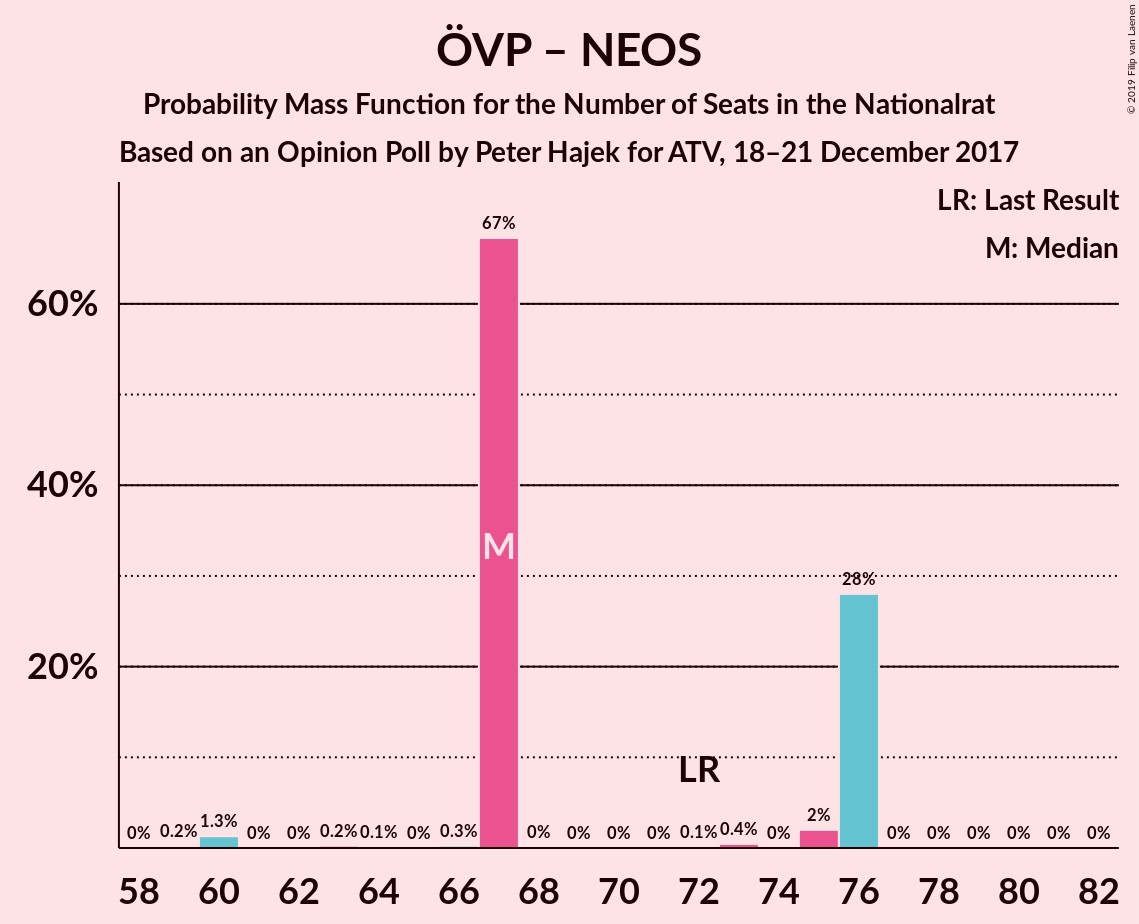 ÖVP – NEOS
Probability Mass Function for the Number of Seats in the Nationalrat
Based on an Opinion Poll by Peter Hajek for ATV, 18–21 December 2017
© 2019 Filip van Laenen
LR: Last Result
M: Median
67%
60%
M
40%
28%
20%
LR
0% 0.2% 1.3% 0% 0% 0.2% 0.1% 0% 0.3% 0% 0% 0% 0% 0.1% 0.4% 0% 2% 0% 0% 0% 0% 0% 0%
58 60 62 64 66 68 70 72 74 76 78 80 82